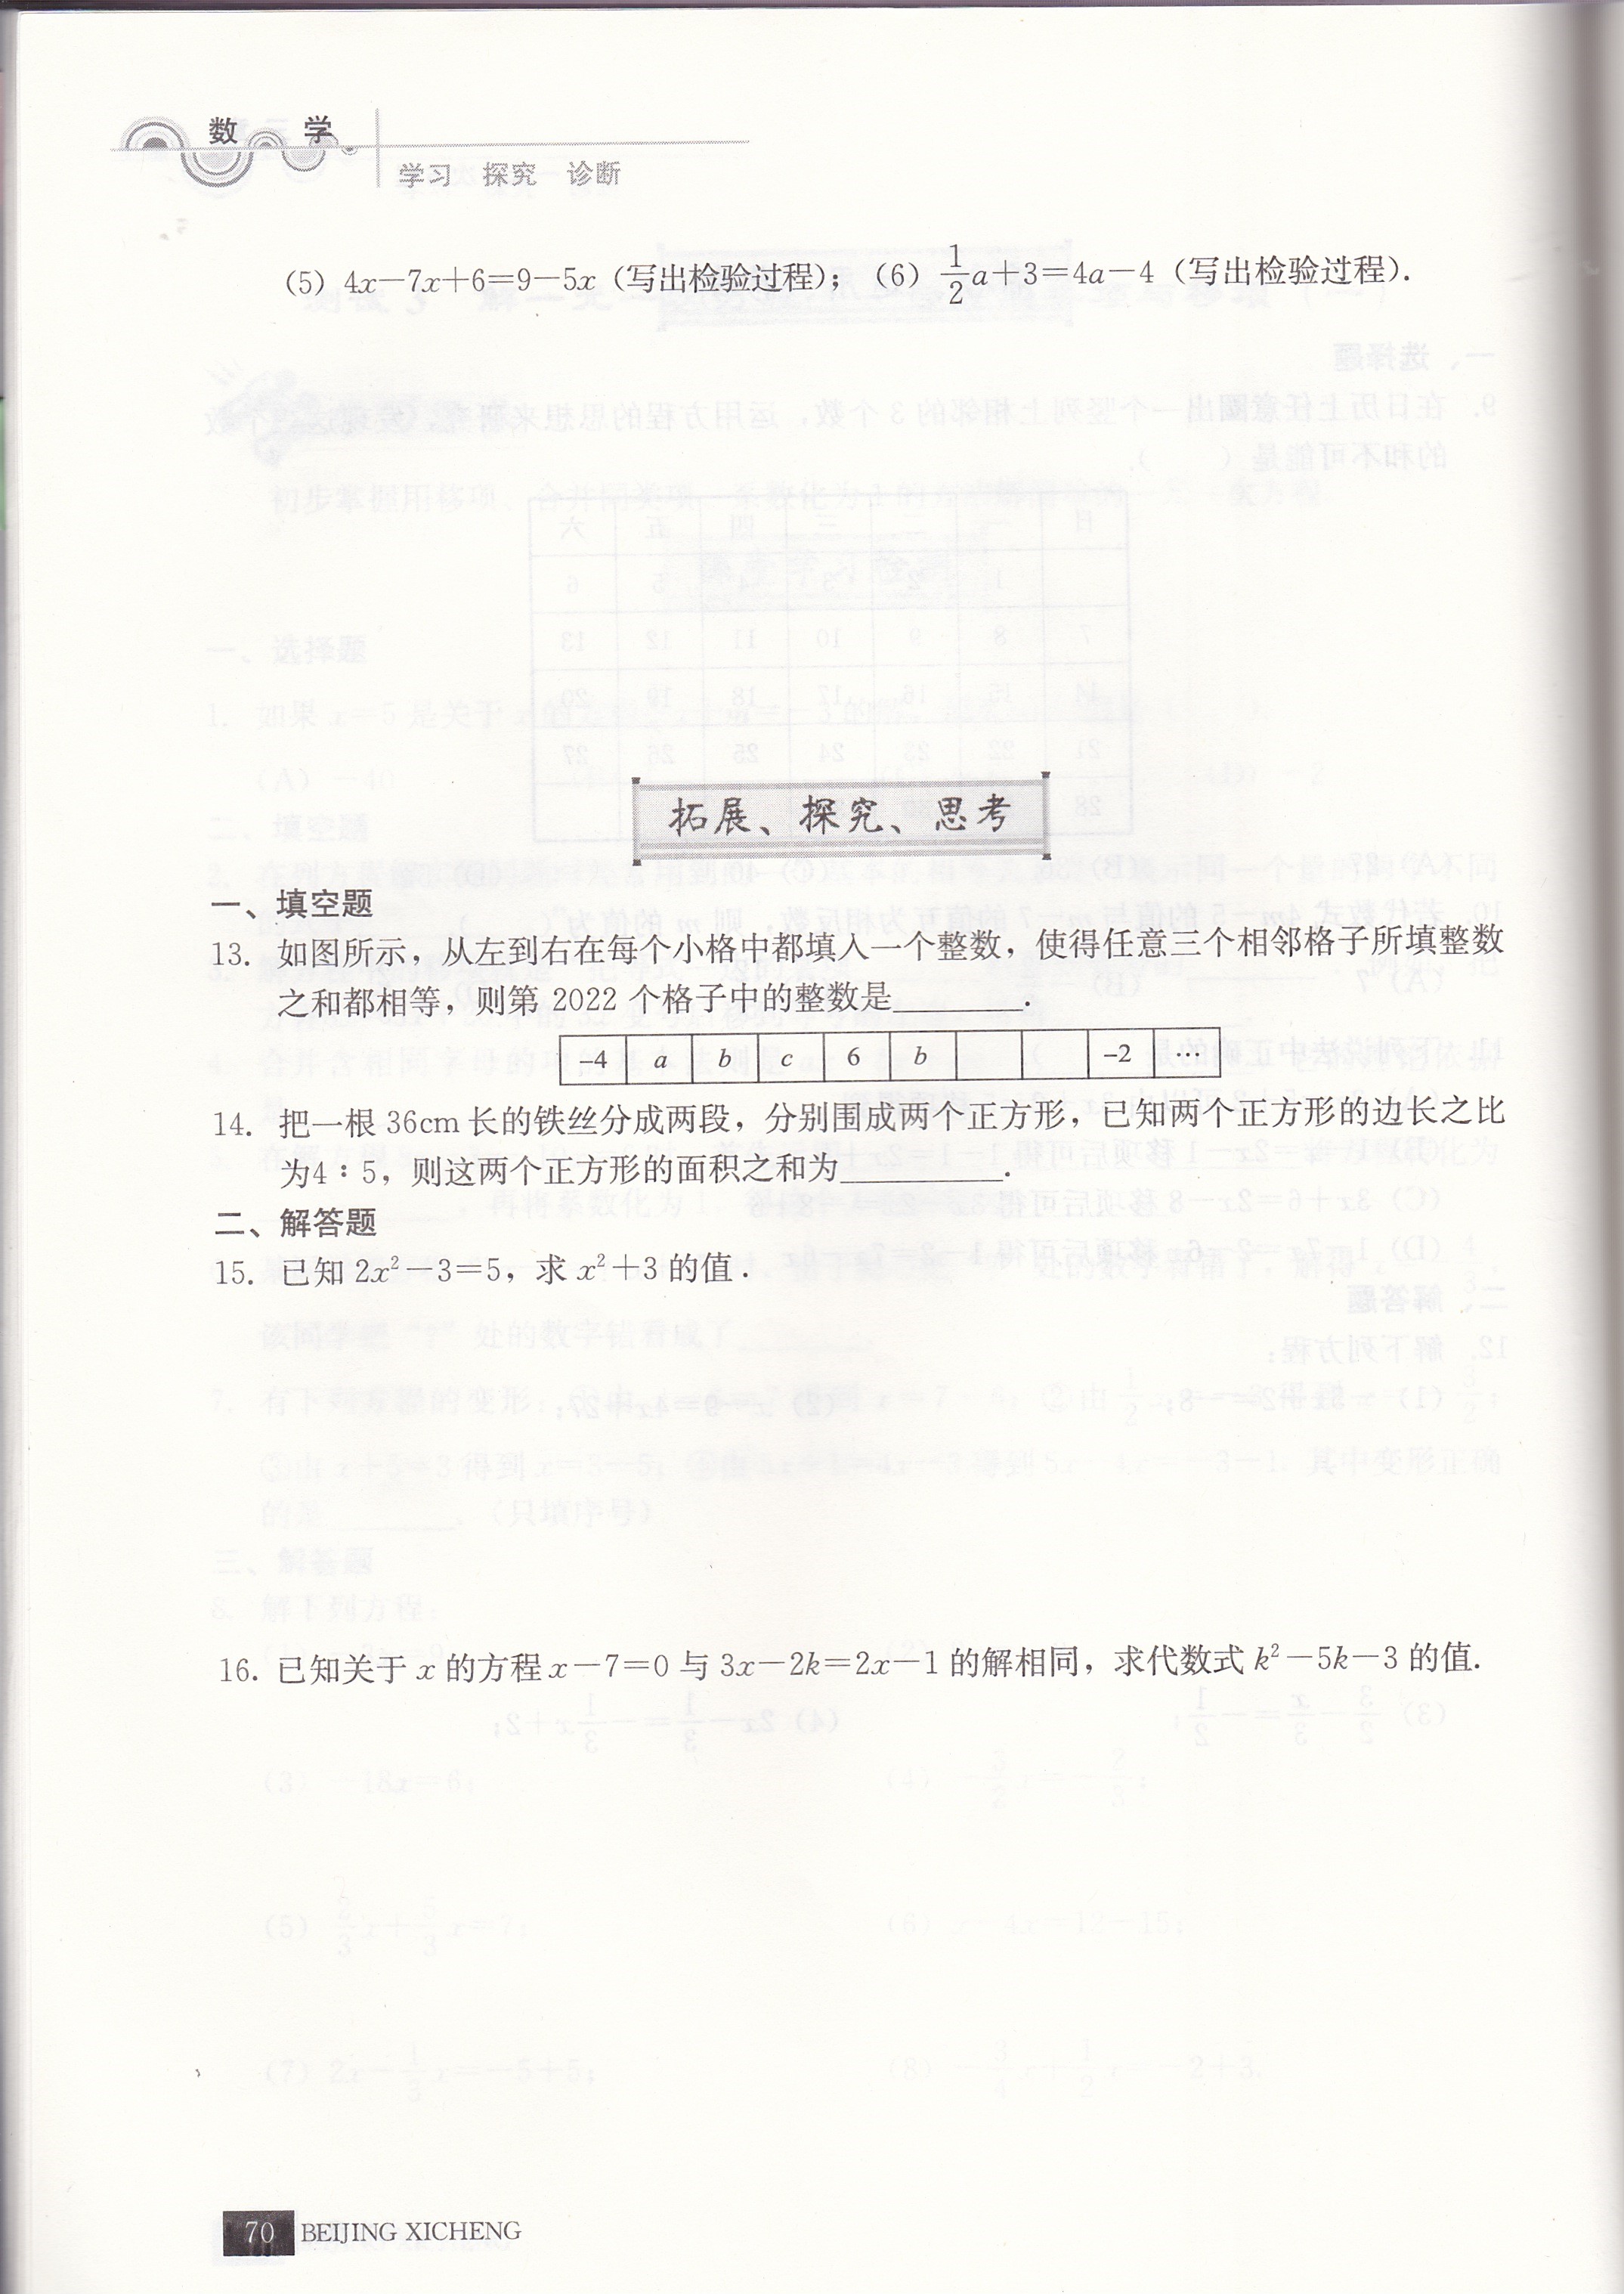 数 学
学习 探究 诊断
(5) 4x－7x＋6＝9－5x（写出检验过程）； (6) 1/2 a＋3＝4a－4（写出检验过程）.
拓展、探究、思考
一、填空题
13. 如图所示，从左到右在每个小格中都填入一个整数，使得任意三个相邻格子所填整数
之和都相等，则第 2022 个格子中的整数是________.
–4 a b c 6 b –2 …
14. 把一根 36cm 长的铁丝分成两段，分别围成两个正方形，已知两个正方形的边长之比
为4∶5，则这两个正方形的面积之和为__________.
二、解答题
15. 已知 2x²－3＝5，求 x²＋3 的值．
16. 已知关于 x 的方程 x－7＝0 与 3x－2k＝2x－1 的解相同，求代数式 k²－5k－3 的值.
70 BEIJING XICHENG